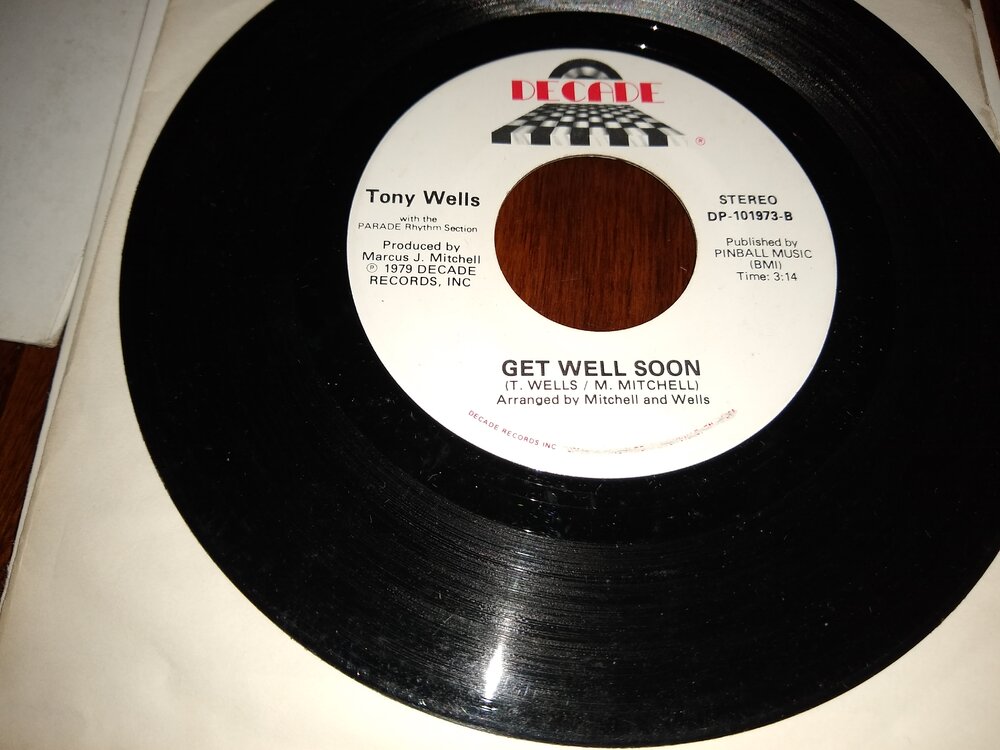 DECADE
®
Tony Wells
with the
PARADE Rhythm Section
Produced by
Marcus J. Mitchell
℗ 1979 DECADE
RECORDS, INC
STEREO
DP-101973-B
Published by
PINBALL MUSIC
(BMI)
Time: 3:14
GET WELL SOON
(T. WELLS / M. MITCHELL)
Arranged by Mitchell and Wells
DECADE RECORDS INC